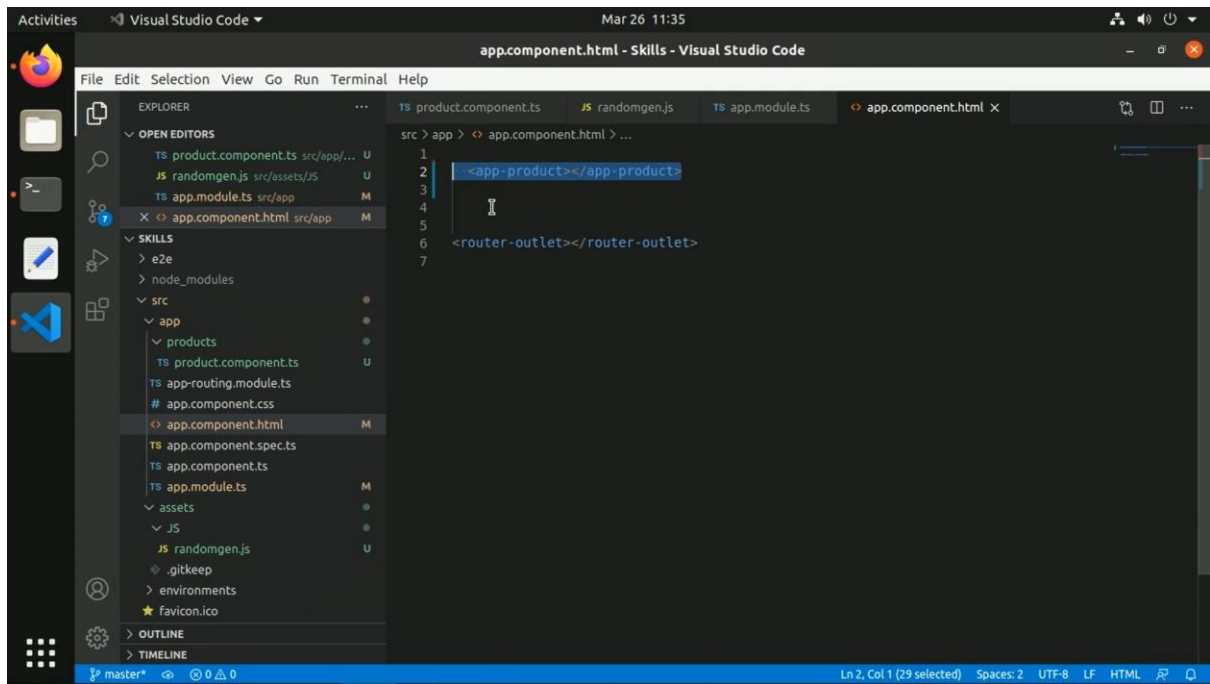 Activities Visual Studio Code Mar 26 11:35
app.component.html - Skills - Visual Studio Code
File Edit Selection View Go Run Terminal Help
EXPLORER ...
OPEN EDITORS
TS product.component.ts src/app/... U
JS randomgen.js src/assets/JS U
TS app.module.ts src/app M
<> app.component.html src/app M
SKILLS
e2e
node_modules
src
app
products
TS product.component.ts U
TS app-routing.module.ts
# app.component.css
<> app.component.html M
TS app.component.spec.ts
TS app.component.ts
TS app.module.ts M
assets
JS
JS randomgen.js U
.gitkeep
environments
favicon.ico
OUTLINE
TIMELINE
TS product.component.ts JS randomgen.js TS app.module.ts <> app.component.html
src > app > <> app.component.html > ...
1
2 <app-product></app-product>
3
4
5
6 <router-outlet></router-outlet>
7
7
master* 0 0 Ln 2, Col 1 (29 selected) Spaces: 2 UTF-8 LF HTML